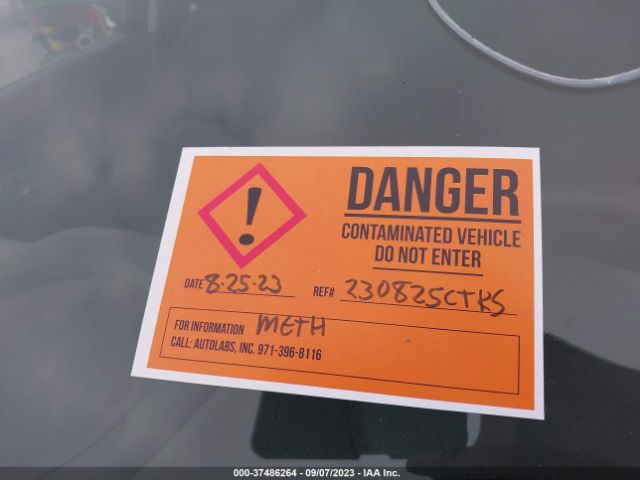 DANGER
CONTAMINATED VEHICLE
DO NOT ENTER
DATE 8-25-23 REF# 230825CTKS
FOR INFORMATION METH
CALL: AUTOLABS, INC. 971-396-8116
000-37486264 - 09/07/2023 - IAA Inc.